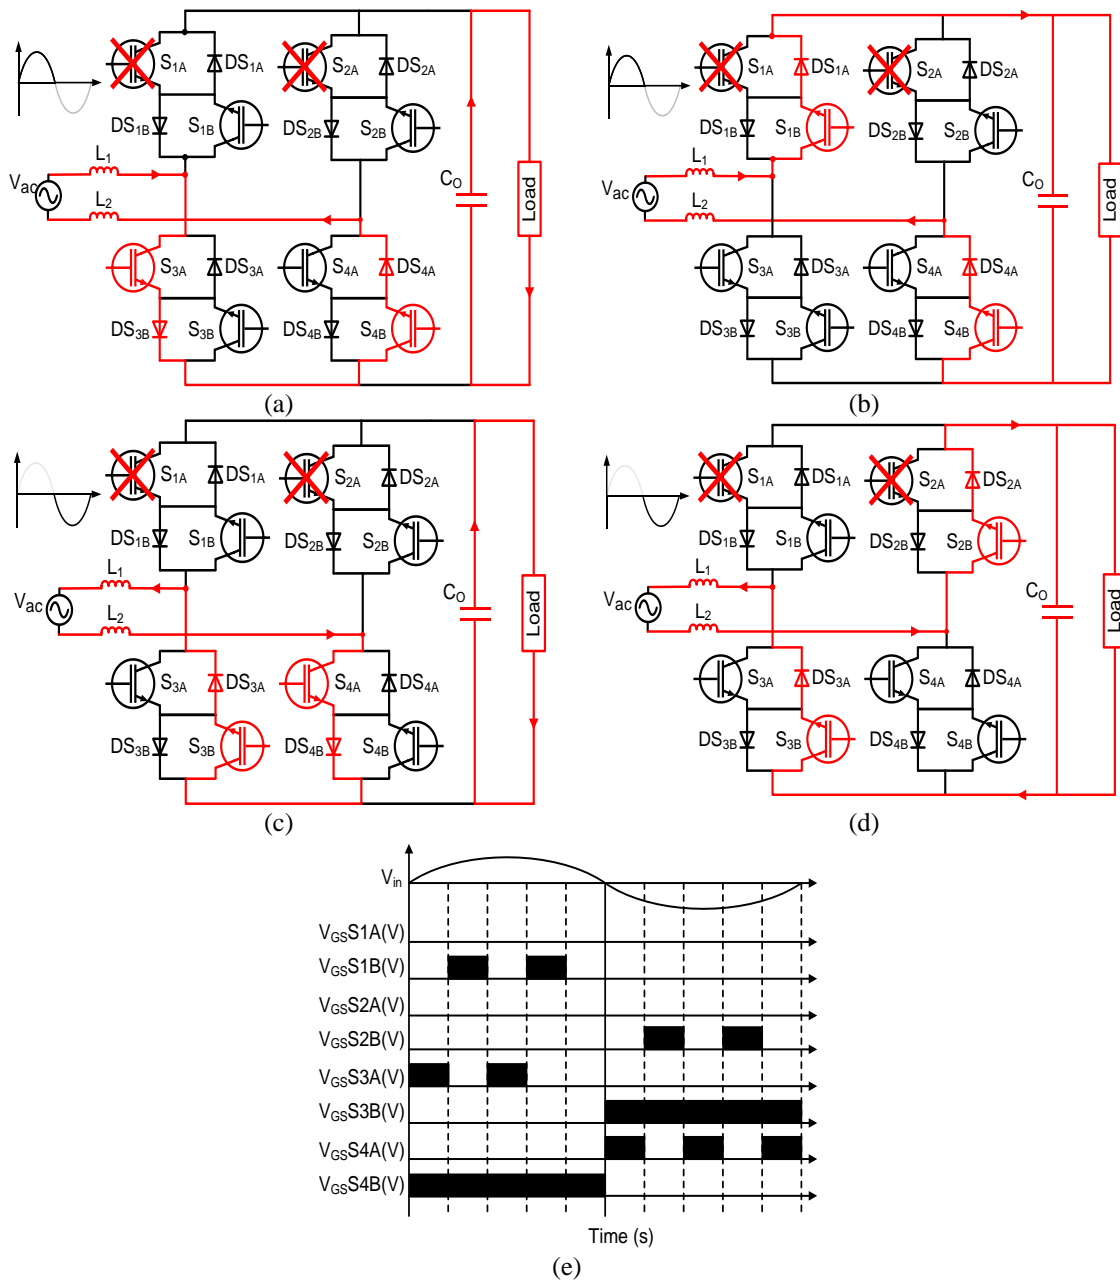 S1A DS1A S2A DS2A
DS1B S1B DS2B S2B
L1
Vac
L2
CO
Load
S3A DS3A S4A DS4A
DS3B S3B DS4B S4B
(a)
S1A DS1A S2A DS2A
DS1B S1B DS2B S2B
L1
Vac
L2
CO
Load
S3A DS3A S4A DS4A
DS3B S3B DS4B S4B
(b)
S1A DS1A S2A DS2A
DS1B S1B DS2B S2B
L1
Vac
L2
CO
Load
S3A DS3A S4A DS4A
DS3B S3B DS4B S4B
(c)
S1A DS1A S2A DS2A
DS1B S1B DS2B S2B
L1
Vac
L2
CO
Load
S3A DS3A S4A DS4A
DS3B S3B DS4B S4B
(d)
Vin
VGSS1A(V)
VGSS1B(V)
VGSS2A(V)
VGSS2B(V)
VGSS3A(V)
VGSS3B(V)
VGSS4A(V)
VGSS4B(V)
Time (s)
(e)